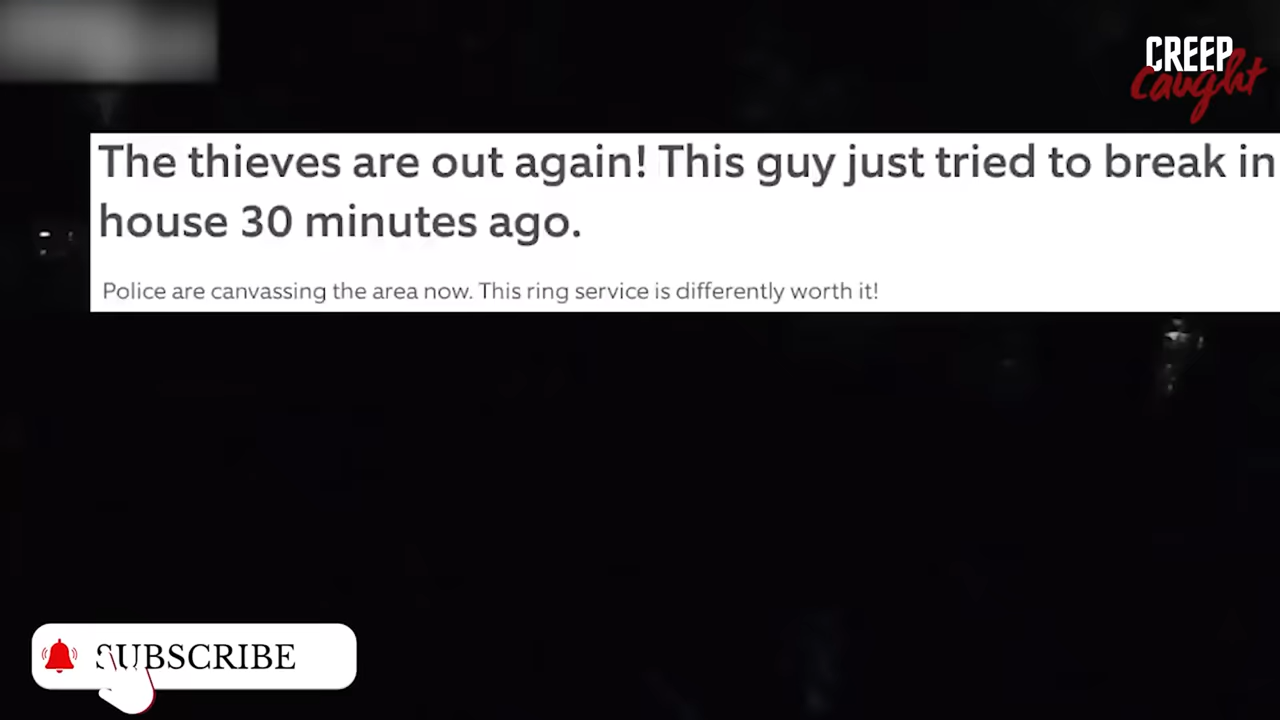 CREEP
Caught
The thieves are out again! This guy just tried to break in
house 30 minutes ago.
Police are canvassing the area now. This ring service is differently worth it!
SUBSCRIBE